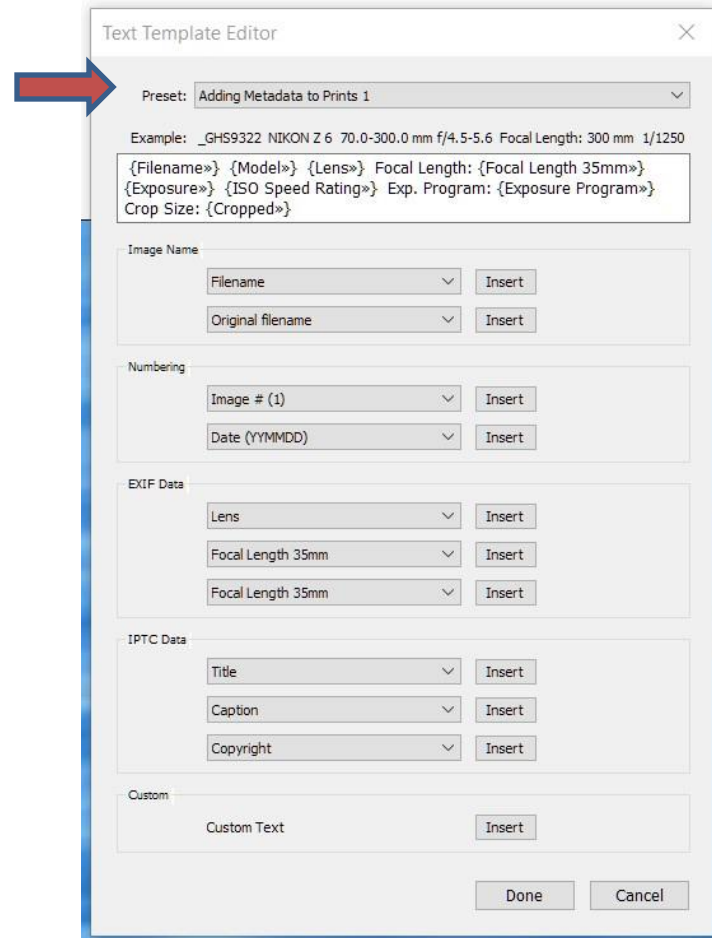 Text Template Editor
Preset: Adding Metadata to Prints 1
Example: _GHS9322 NIKON Z 6 70.0-300.0 mm f/4.5-5.6 Focal Length: 300 mm 1/1250
{Filename»} {Model»} {Lens»} Focal Length: {Focal Length 35mm»}
{Exposure»} {ISO Speed Rating»} Exp. Program: {Exposure Program»}
Crop Size: {Cropped»}
Image Name
Filename Insert
Original filename Insert
Numbering
Image # (1) Insert
Date (YYMMDD) Insert
EXIF Data
Lens Insert
Focal Length 35mm Insert
Focal Length 35mm Insert
IPTC Data
Title Insert
Caption Insert
Copyright Insert
Custom
Custom Text Insert
Done Cancel